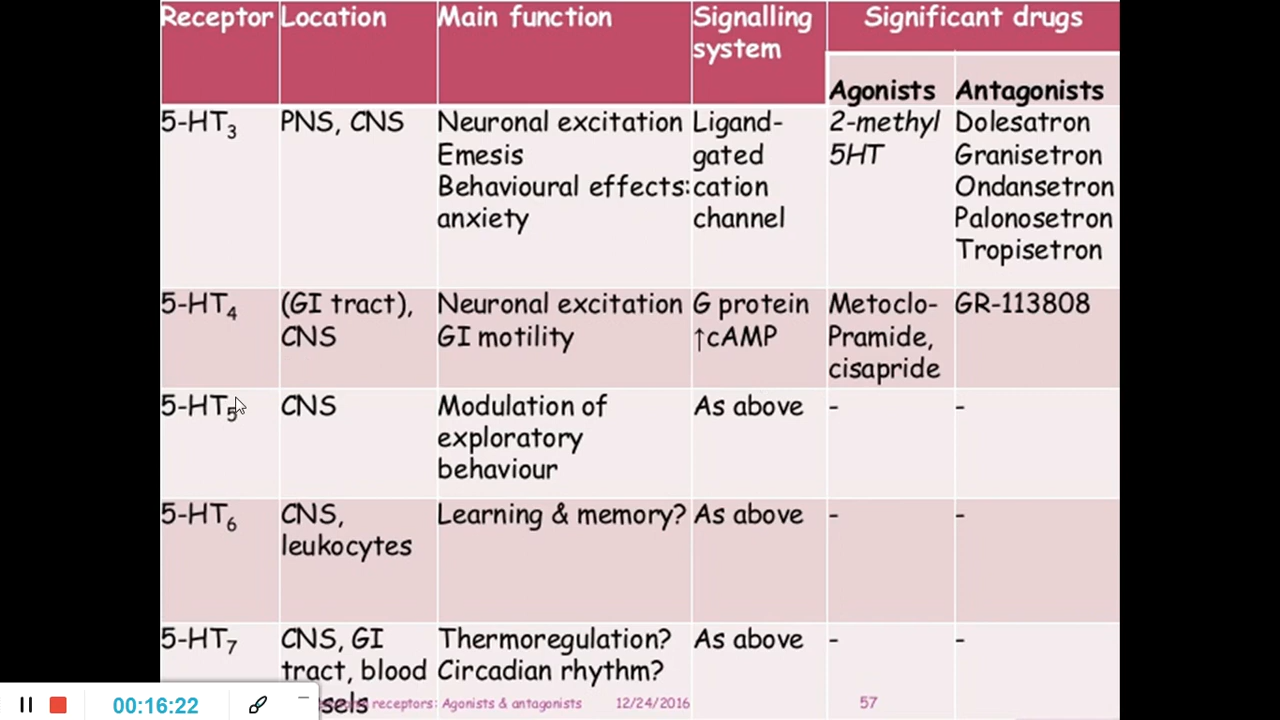 Receptor Location Main function Signalling system Significant drugs
Agonists Antagonists
5-HT3 PNS, CNS Neuronal excitation Ligand- 2-methyl Dolesatron
Emesis gated 5HT Granisetron
Behavioural effects: cation Ondansetron
anxiety channel Palonosetron
Tropisetron
5-HT4 (GI tract), Neuronal excitation G protein Metoclo- GR-113808
CNS GI motility ↑cAMP Pramide,
cisapride
5-HT5 CNS Modulation of As above - -
exploratory
behaviour
5-HT6 CNS, Learning & memory? As above - -
leukocytes
5-HT7 CNS, GI Thermoregulation? As above - -
tract, blood Circadian rhythm?
receptors: Agonists & antagonists 12/24/2016 57
00:16:22